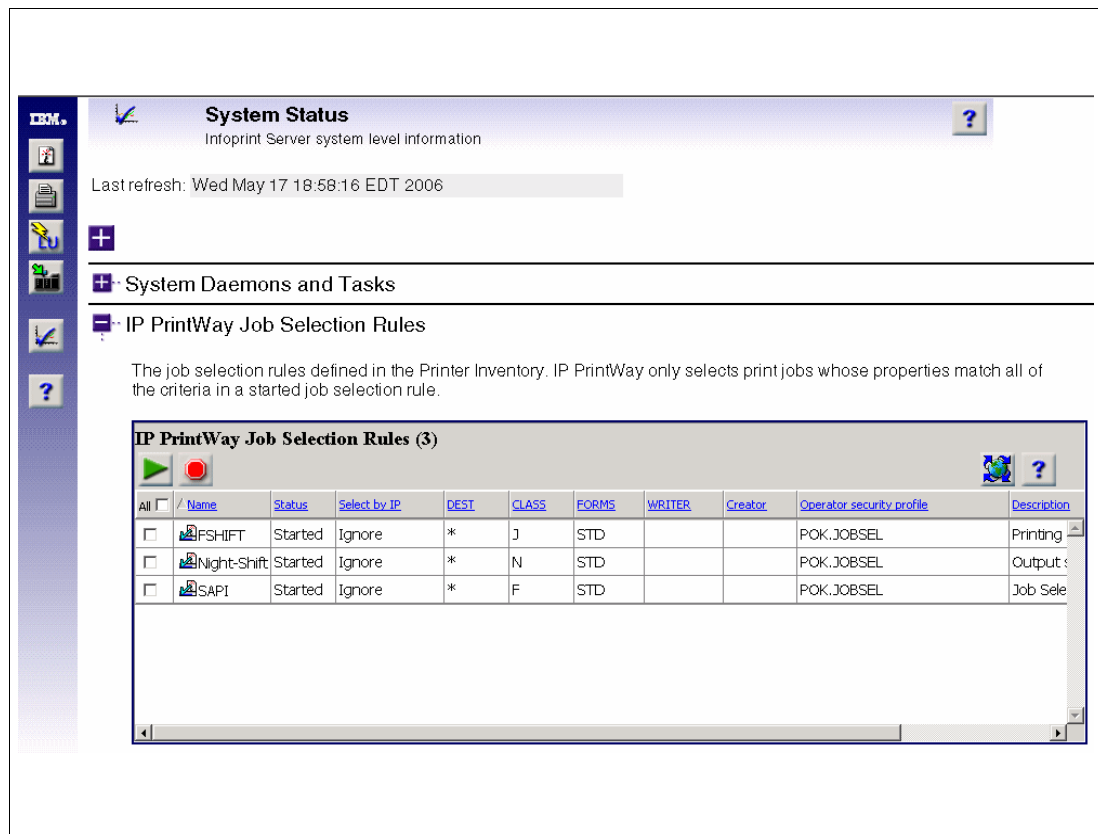 IBM.
System Status
Infoprint Server system level information
?
Last refresh: Wed May 17 18:58:16 EDT 2006
LU
+
+ System Daemons and Tasks
- IP PrintWay Job Selection Rules
?
The job selection rules defined in the Printer Inventory. IP PrintWay only selects print jobs whose properties match all of
the criteria in a started job selection rule.
IP PrintWay Job Selection Rules (3)
?
All Name Status Select by IP DEST CLASS FORMS WRITER Creator Operator security profile Description
FSHIFT Started Ignore * J STD POK.JOBSEL Printing
Night-Shift Started Ignore * N STD POK.JOBSEL Output s
SAPI Started Ignore * F STD POK.JOBSEL Job Sele